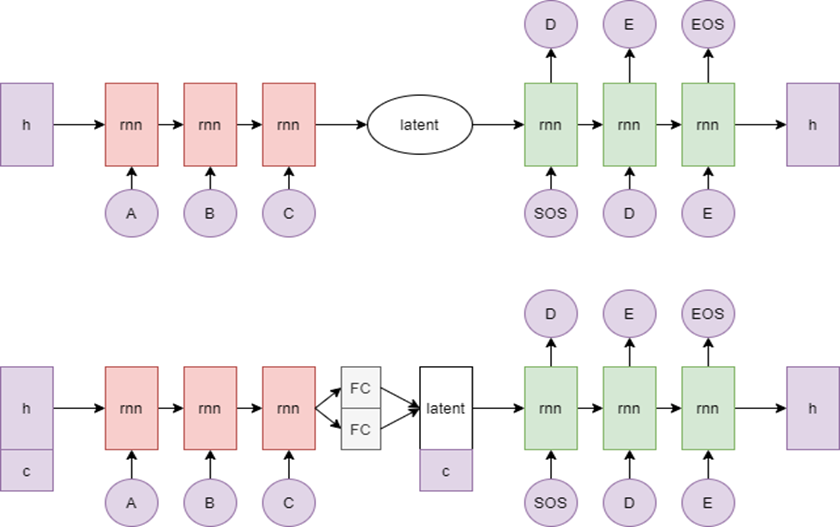 D E EOS
h rnn rnn rnn latent rnn rnn rnn h
A B C SOS D E
D E EOS
FC
h rnn rnn rnn latent rnn rnn rnn h
FC
c c
A B C SOS D E